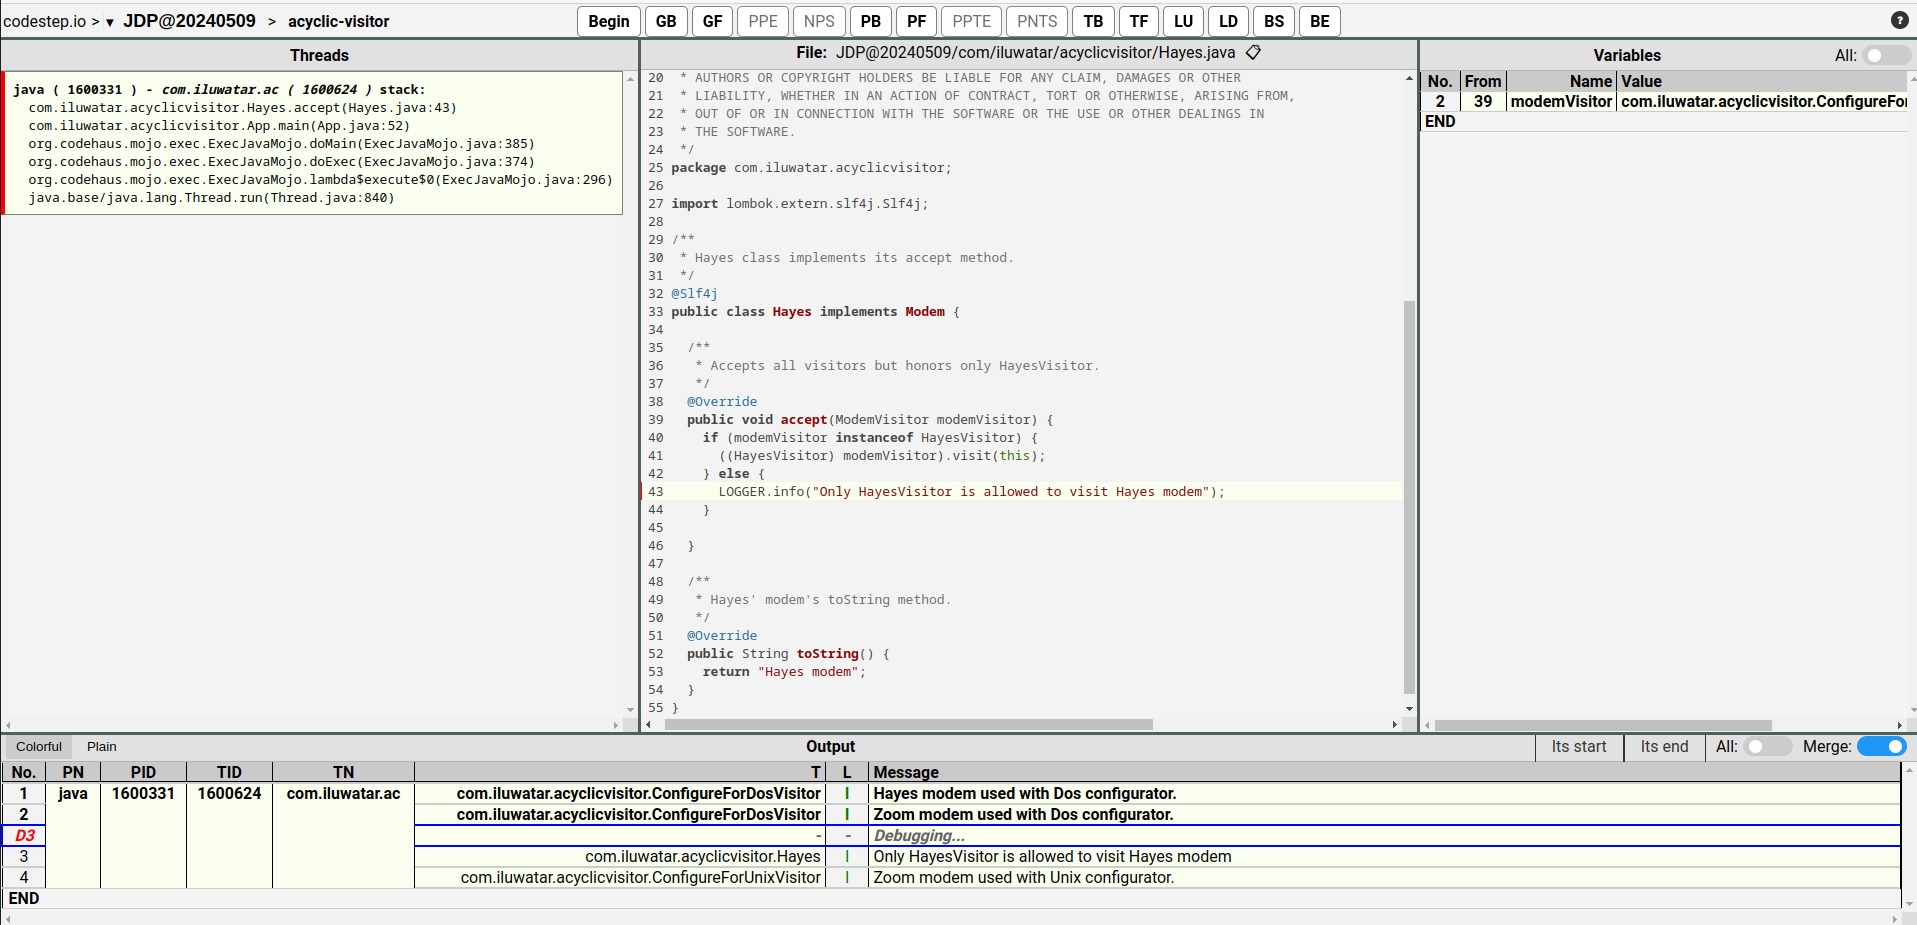 codestep.io > ▾ JDP@20240509 > acyclic-visitor
Begin GB GF PPE NPS PB PF PPTE PNTS TB TF LU LD BS BE ?
Threads
java ( 1600331 ) - com.iluwatar.ac ( 1600624 ) stack:
com.iluwatar.acyclicvisitor.Hayes.accept(Hayes.java:43)
com.iluwatar.acyclicvisitor.App.main(App.java:52)
org.codehaus.mojo.exec.ExecJavaMojo.doMain(ExecJavaMojo.java:385)
org.codehaus.mojo.exec.ExecJavaMojo.doExec(ExecJavaMojo.java:374)
org.codehaus.mojo.exec.ExecJavaMojo.lambda$execute$0(ExecJavaMojo.java:296)
java.base/java.lang.Thread.run(Thread.java:840)
File: JDP@20240509/com/iluwatar/acyclicvisitor/Hayes.java
20 * AUTHORS OR COPYRIGHT HOLDERS BE LIABLE FOR ANY CLAIM, DAMAGES OR OTHER
21 * LIABILITY, WHETHER IN AN ACTION OF CONTRACT, TORT OR OTHERWISE, ARISING FROM,
22 * OUT OF OR IN CONNECTION WITH THE SOFTWARE OR THE USE OR OTHER DEALINGS IN
23 * THE SOFTWARE.
24 */
25 package com.iluwatar.acyclicvisitor;
26
27 import lombok.extern.slf4j.Slf4j;
28
29 /**
30 * Hayes class implements its accept method.
31 */
32 @Slf4j
33 public class Hayes implements Modem {
34
35 /**
36 * Accepts all visitors but honors only HayesVisitor.
37 */
38 @Override
39 public void accept(ModemVisitor modemVisitor) {
40 if (modemVisitor instanceof HayesVisitor) {
41 ((HayesVisitor) modemVisitor).visit(this);
42 } else {
43 LOGGER.info("Only HayesVisitor is allowed to visit Hayes modem");
44 }
45
46 }
47
48 /**
49 * Hayes' modem's toString method.
50 */
51 @Override
52 public String toString() {
53 return "Hayes modem";
54 }
55 }
Variables All:
No. From Name Value
2 39 modemVisitor com.iluwatar.acyclicvisitor.ConfigureFor
END
Colorful Plain Output Its start Its end All: Merge:
No. PN PID TID TN T L Message
1 java 1600331 1600624 com.iluwatar.ac com.iluwatar.acyclicvisitor.ConfigureForDosVisitor I Hayes modem used with Dos configurator.
2 com.iluwatar.acyclicvisitor.ConfigureForDosVisitor I Zoom modem used with Dos configurator.
D3 - - Debugging...
3 com.iluwatar.acyclicvisitor.Hayes I Only HayesVisitor is allowed to visit Hayes modem
4 com.iluwatar.acyclicvisitor.ConfigureForUnixVisitor I Zoom modem used with Unix configurator.
END